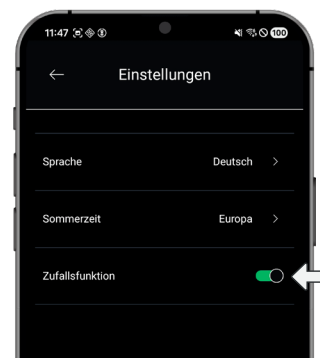 11:47
100
Einstellungen
Sprache Deutsch
Sommerzeit Europa
Zufallsfunktion